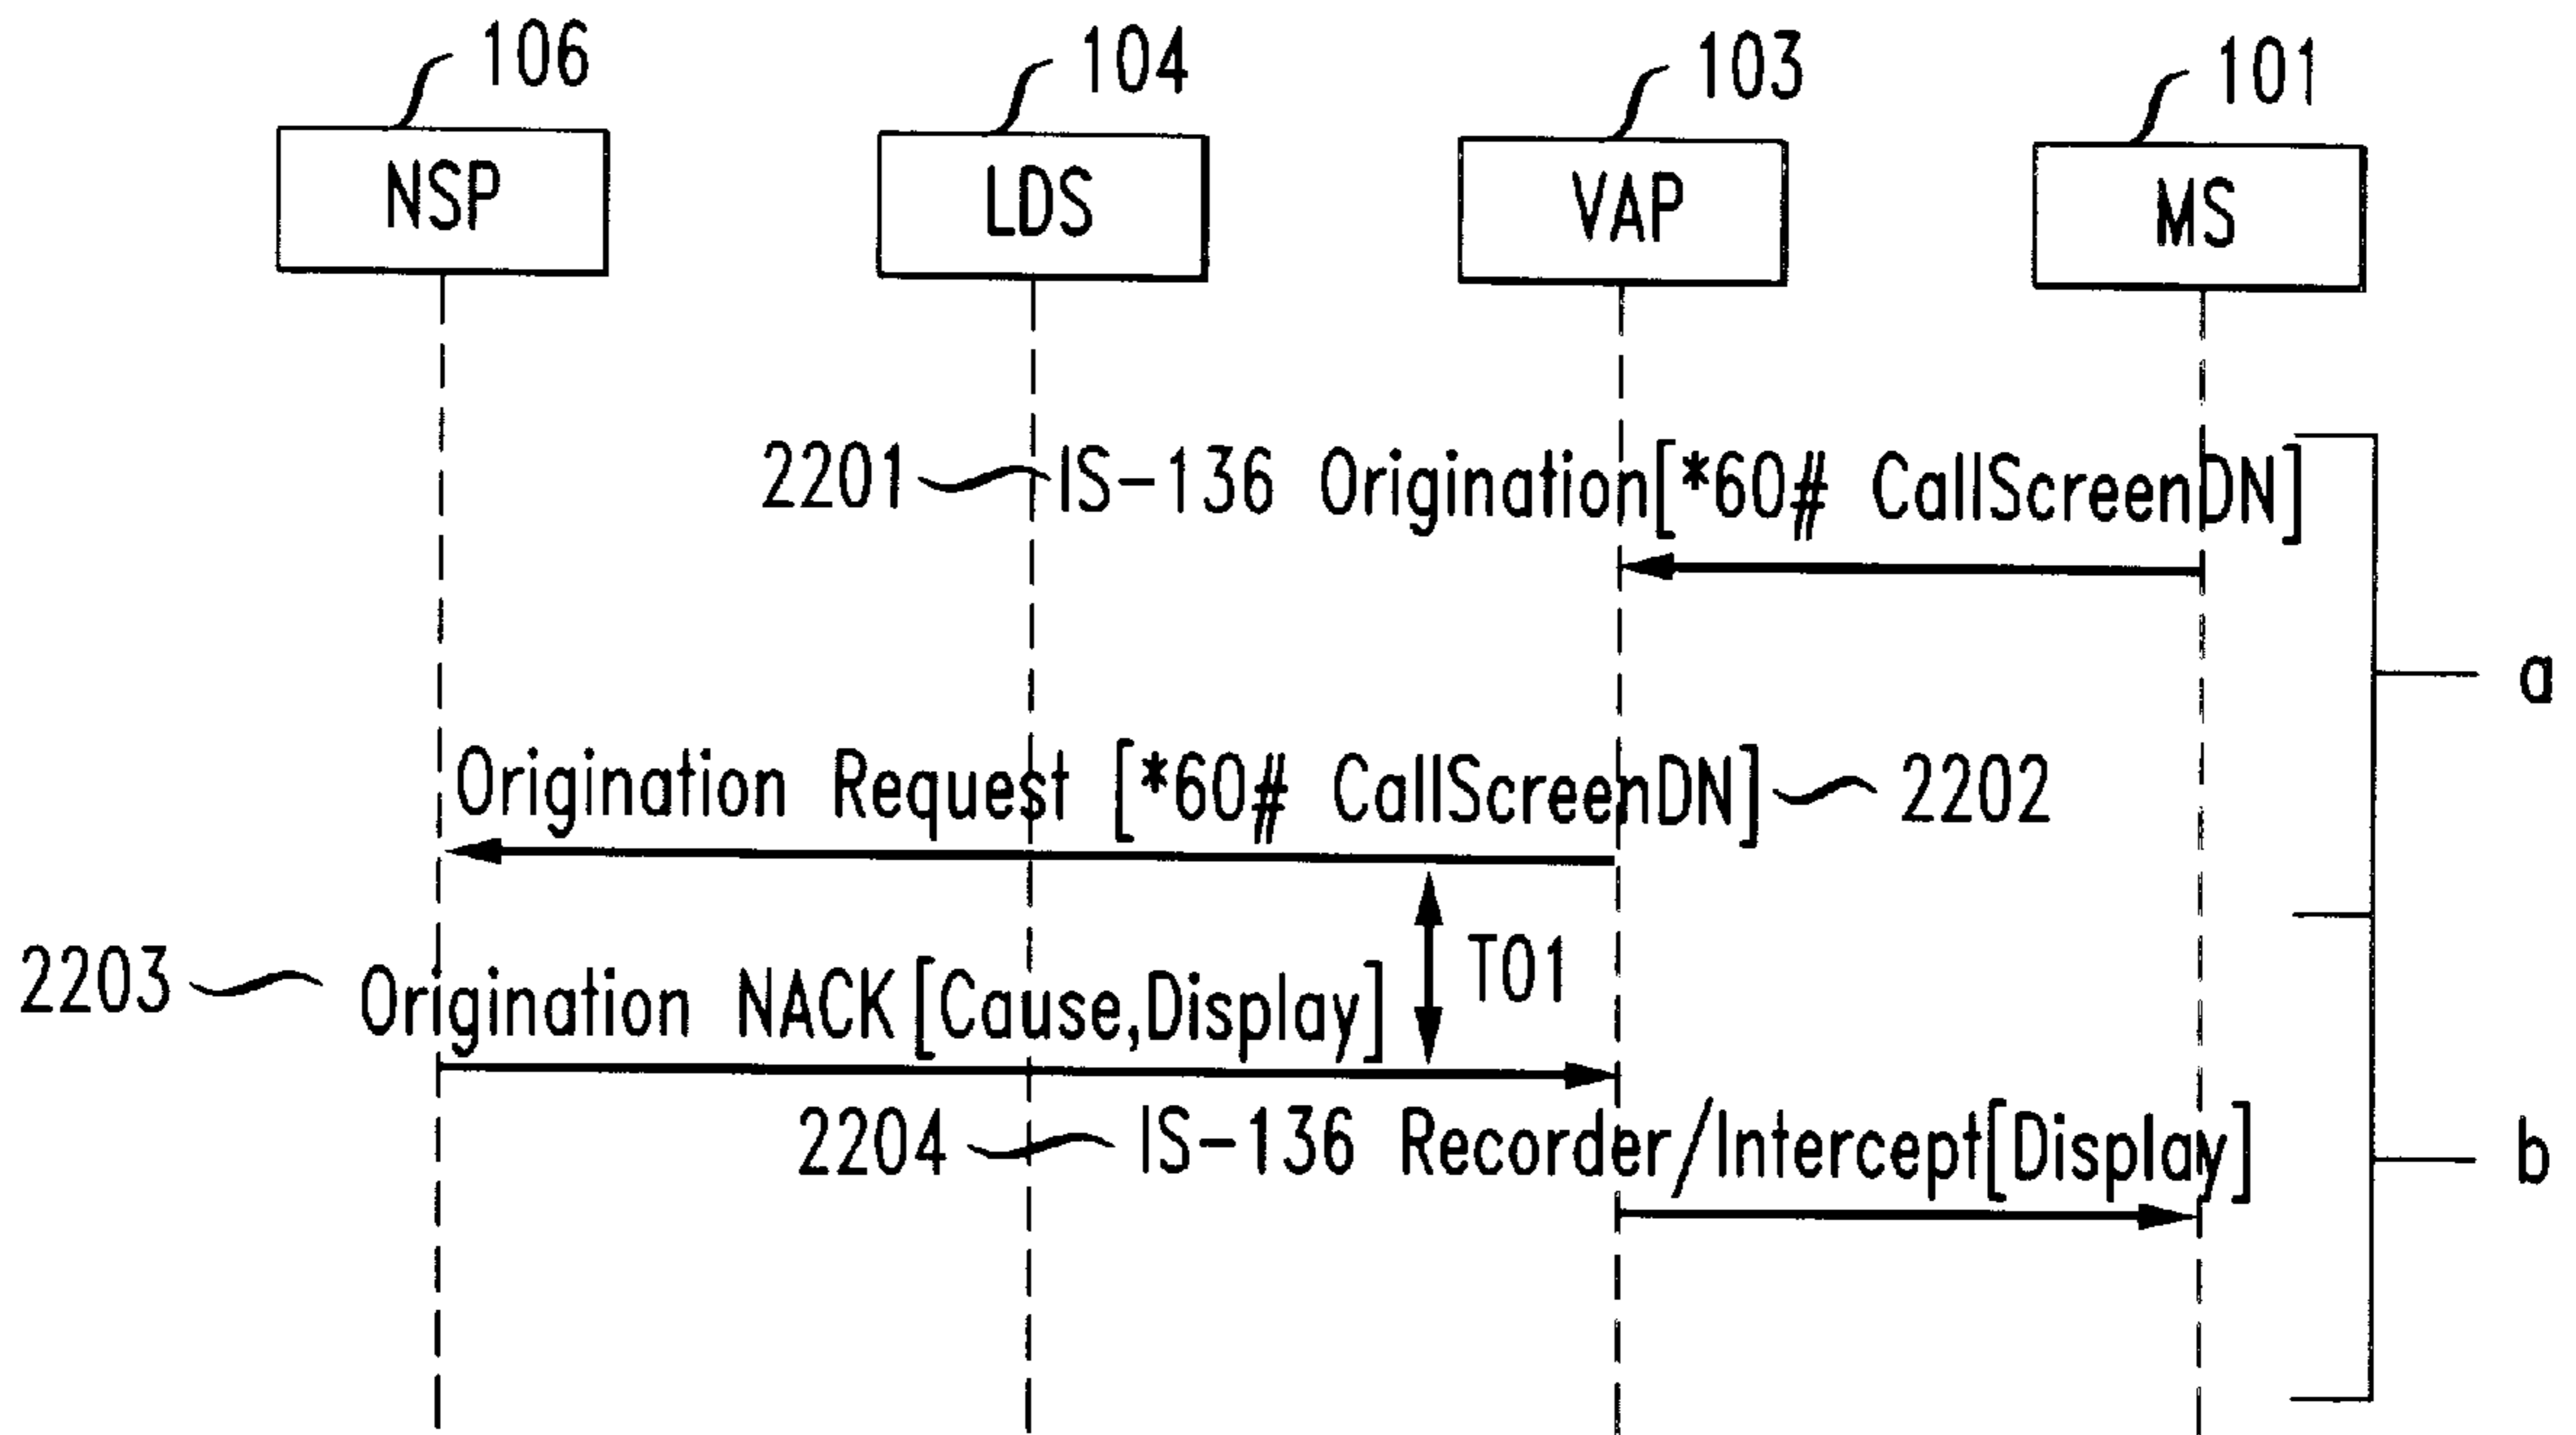 106
104
103
101
NSP
LDS
VAP
MS
2201 IS-136 Origination[*60# CallScreenDN]
a
Origination Request [*60# CallScreenDN] 2202
TO1
2203 Origination NACK[Cause,Display]
2204 IS-136 Recorder/Intercept[Display]
b